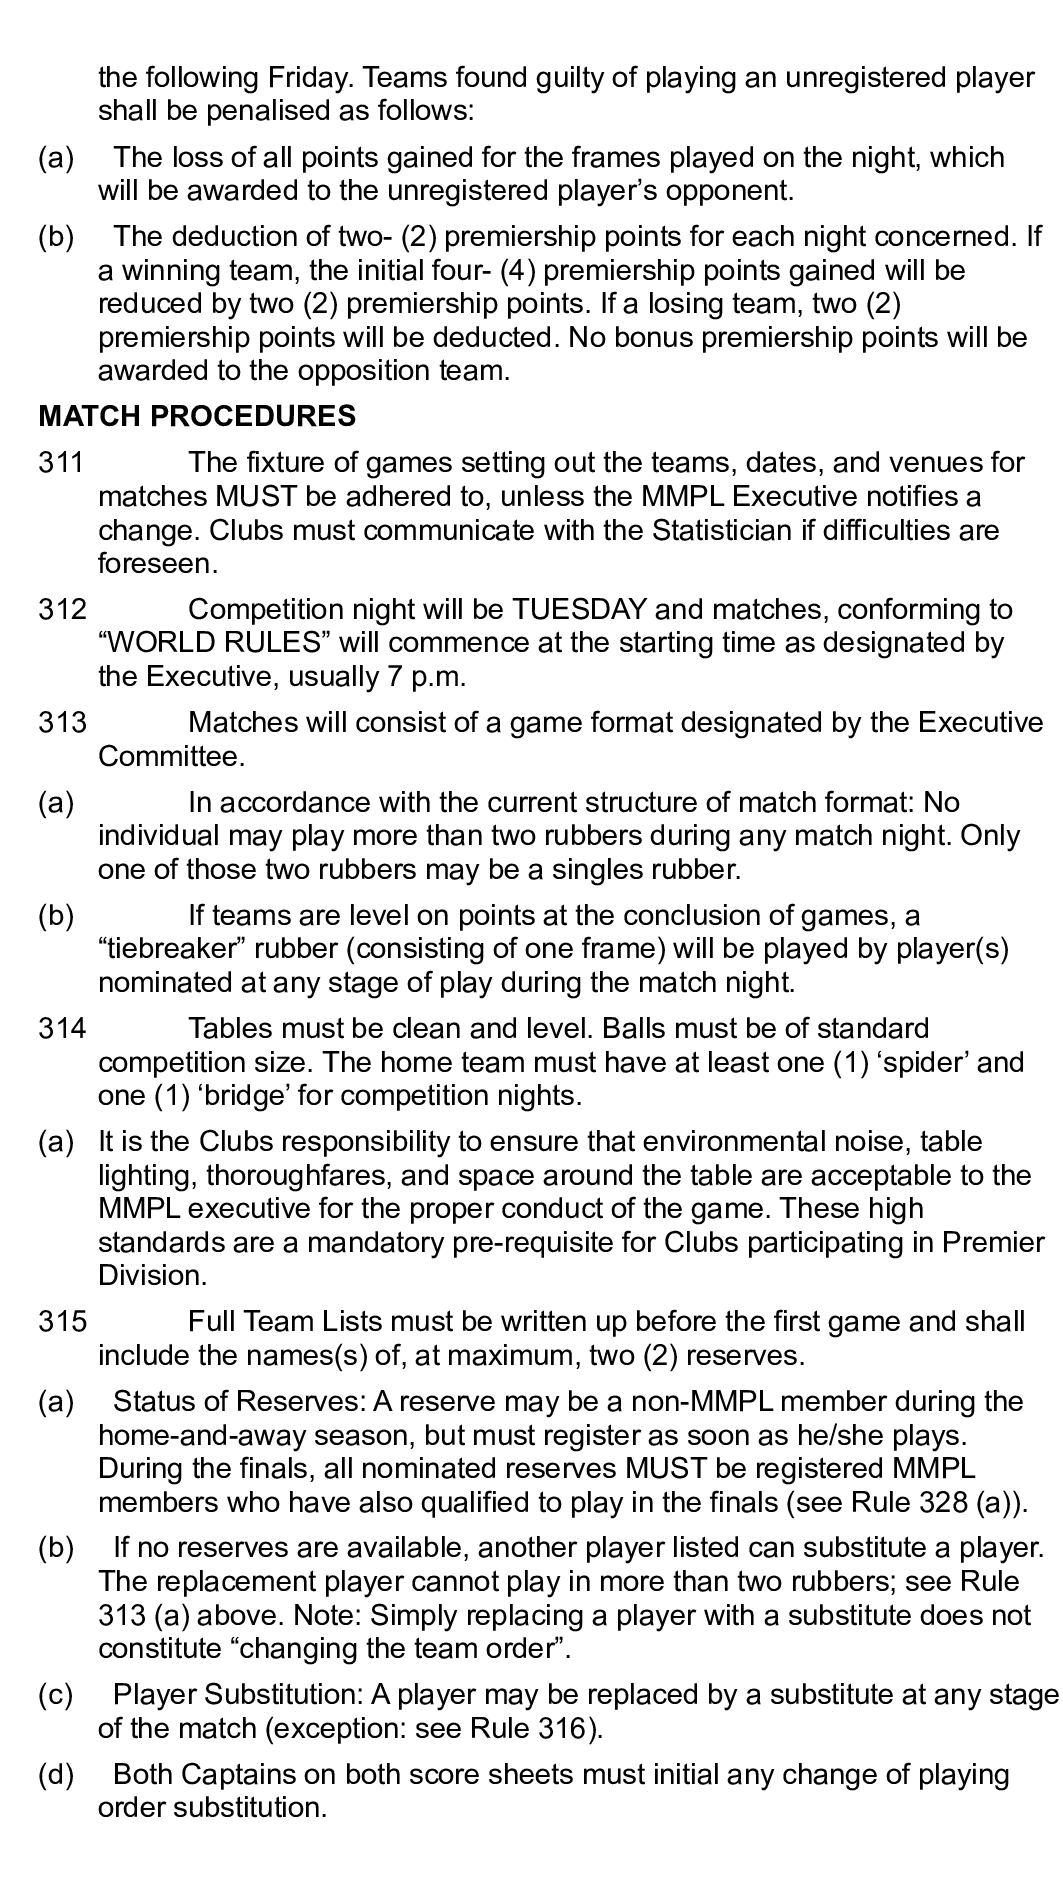 the following Friday. Teams found guilty of playing an unregistered player
shall be penalised as follows:
(a) The loss of all points gained for the frames played on the night, which
will be awarded to the unregistered player’s opponent.
(b) The deduction of two- (2) premiership points for each night concerned. If
a winning team, the initial four- (4) premiership points gained will be
reduced by two (2) premiership points. If a losing team, two (2)
premiership points will be deducted. No bonus premiership points will be
awarded to the opposition team.
MATCH PROCEDURES
311 The fixture of games setting out the teams, dates, and venues for
matches MUST be adhered to, unless the MMPL Executive notifies a
change. Clubs must communicate with the Statistician if difficulties are
foreseen.
312 Competition night will be TUESDAY and matches, conforming to
“WORLD RULES” will commence at the starting time as designated by
the Executive, usually 7 p.m.
313 Matches will consist of a game format designated by the Executive
Committee.
(a) In accordance with the current structure of match format: No
individual may play more than two rubbers during any match night. Only
one of those two rubbers may be a singles rubber.
(b) If teams are level on points at the conclusion of games, a
“tiebreaker” rubber (consisting of one frame) will be played by player(s)
nominated at any stage of play during the match night.
314 Tables must be clean and level. Balls must be of standard
competition size. The home team must have at least one (1) ‘spider’ and
one (1) ‘bridge’ for competition nights.
(a) It is the Clubs responsibility to ensure that environmental noise, table
lighting, thoroughfares, and space around the table are acceptable to the
MMPL executive for the proper conduct of the game. These high
standards are a mandatory pre-requisite for Clubs participating in Premier
Division.
315 Full Team Lists must be written up before the first game and shall
include the names(s) of, at maximum, two (2) reserves.
(a) Status of Reserves: A reserve may be a non-MMPL member during the
home-and-away season, but must register as soon as he/she plays.
During the finals, all nominated reserves MUST be registered MMPL
members who have also qualified to play in the finals (see Rule 328 (a)).
(b) If no reserves are available, another player listed can substitute a player.
The replacement player cannot play in more than two rubbers; see Rule
313 (a) above. Note: Simply replacing a player with a substitute does not
constitute “changing the team order”.
(c) Player Substitution: A player may be replaced by a substitute at any stage
of the match (exception: see Rule 316).
(d) Both Captains on both score sheets must initial any change of playing
order substitution.